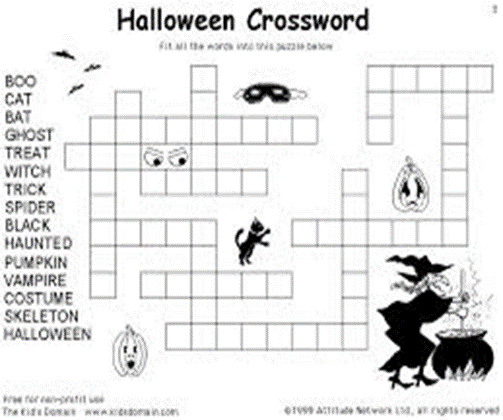 Halloween Crossword
Fit all the words into this puzzle below
BOO
CAT
BAT
GHOST
TREAT
WITCH
TRICK
SPIDER
BLACK
HAUNTED
PUMPKIN
VAMPIRE
COSTUME
SKELETON
HALLOWEEN
Free for non-profit use
The Kid's Domain www.kidsdomain.com
©1999 Attitude Network Ltd, all rights reserved